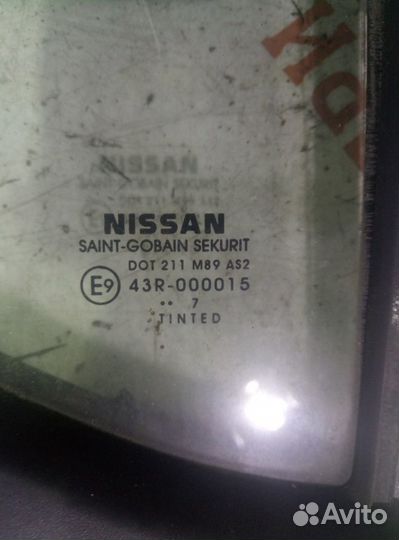 NISSAN
SAINT-GOBAIN SEKURIT
DOT 211 M89 AS2
E9 43R-000015
.. 7
TINTED
Avito